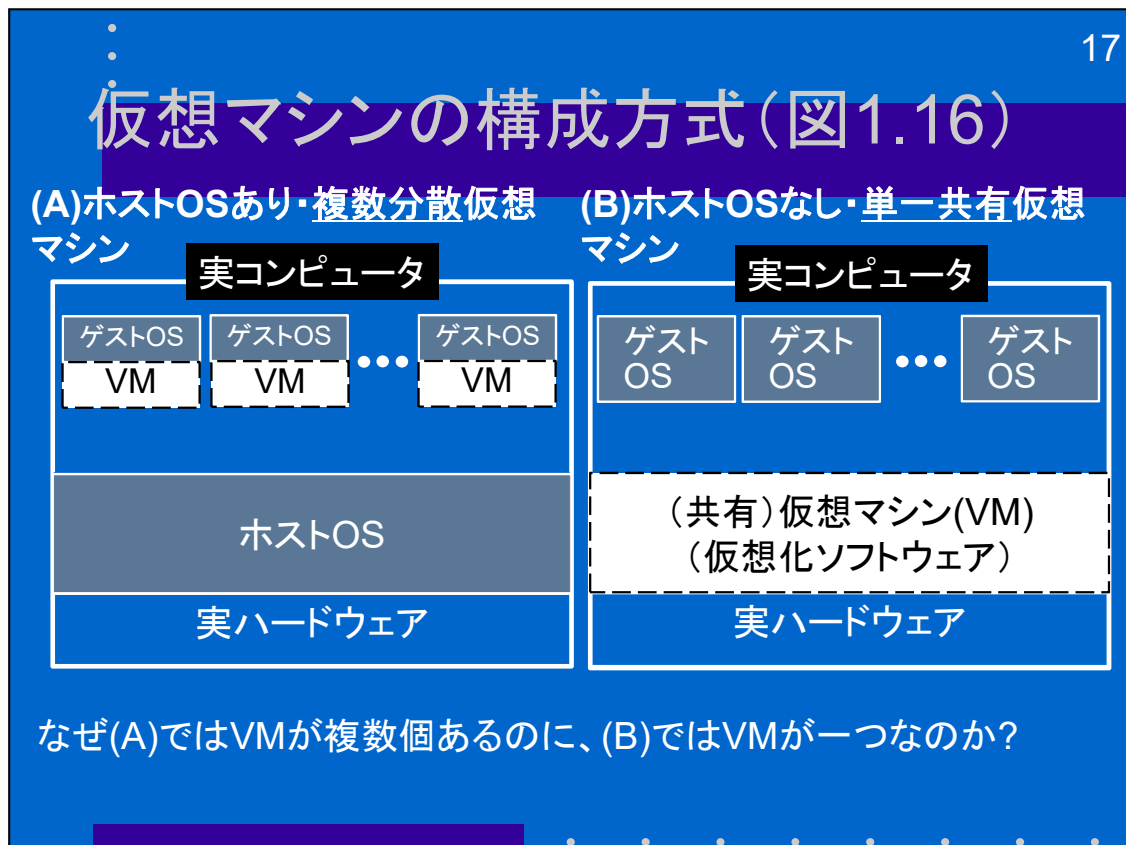 17
仮想マシンの構成方式(図1.16)
(A)ホストOSあり・複数分散仮想
マシン
実コンピュータ
ゲストOS
VM
ゲストOS
VM
•••
ゲストOS
VM
ホストOS
実ハードウェア
(B)ホストOSなし・単一共有仮想
マシン
実コンピュータ
ゲスト
OS
ゲスト
OS
•••
ゲスト
OS
(共有)仮想マシン(VM)
(仮想化ソフトウェア)
実ハードウェア
なぜ(A)ではVMが複数個あるのに、(B)ではVMが一つなのか?